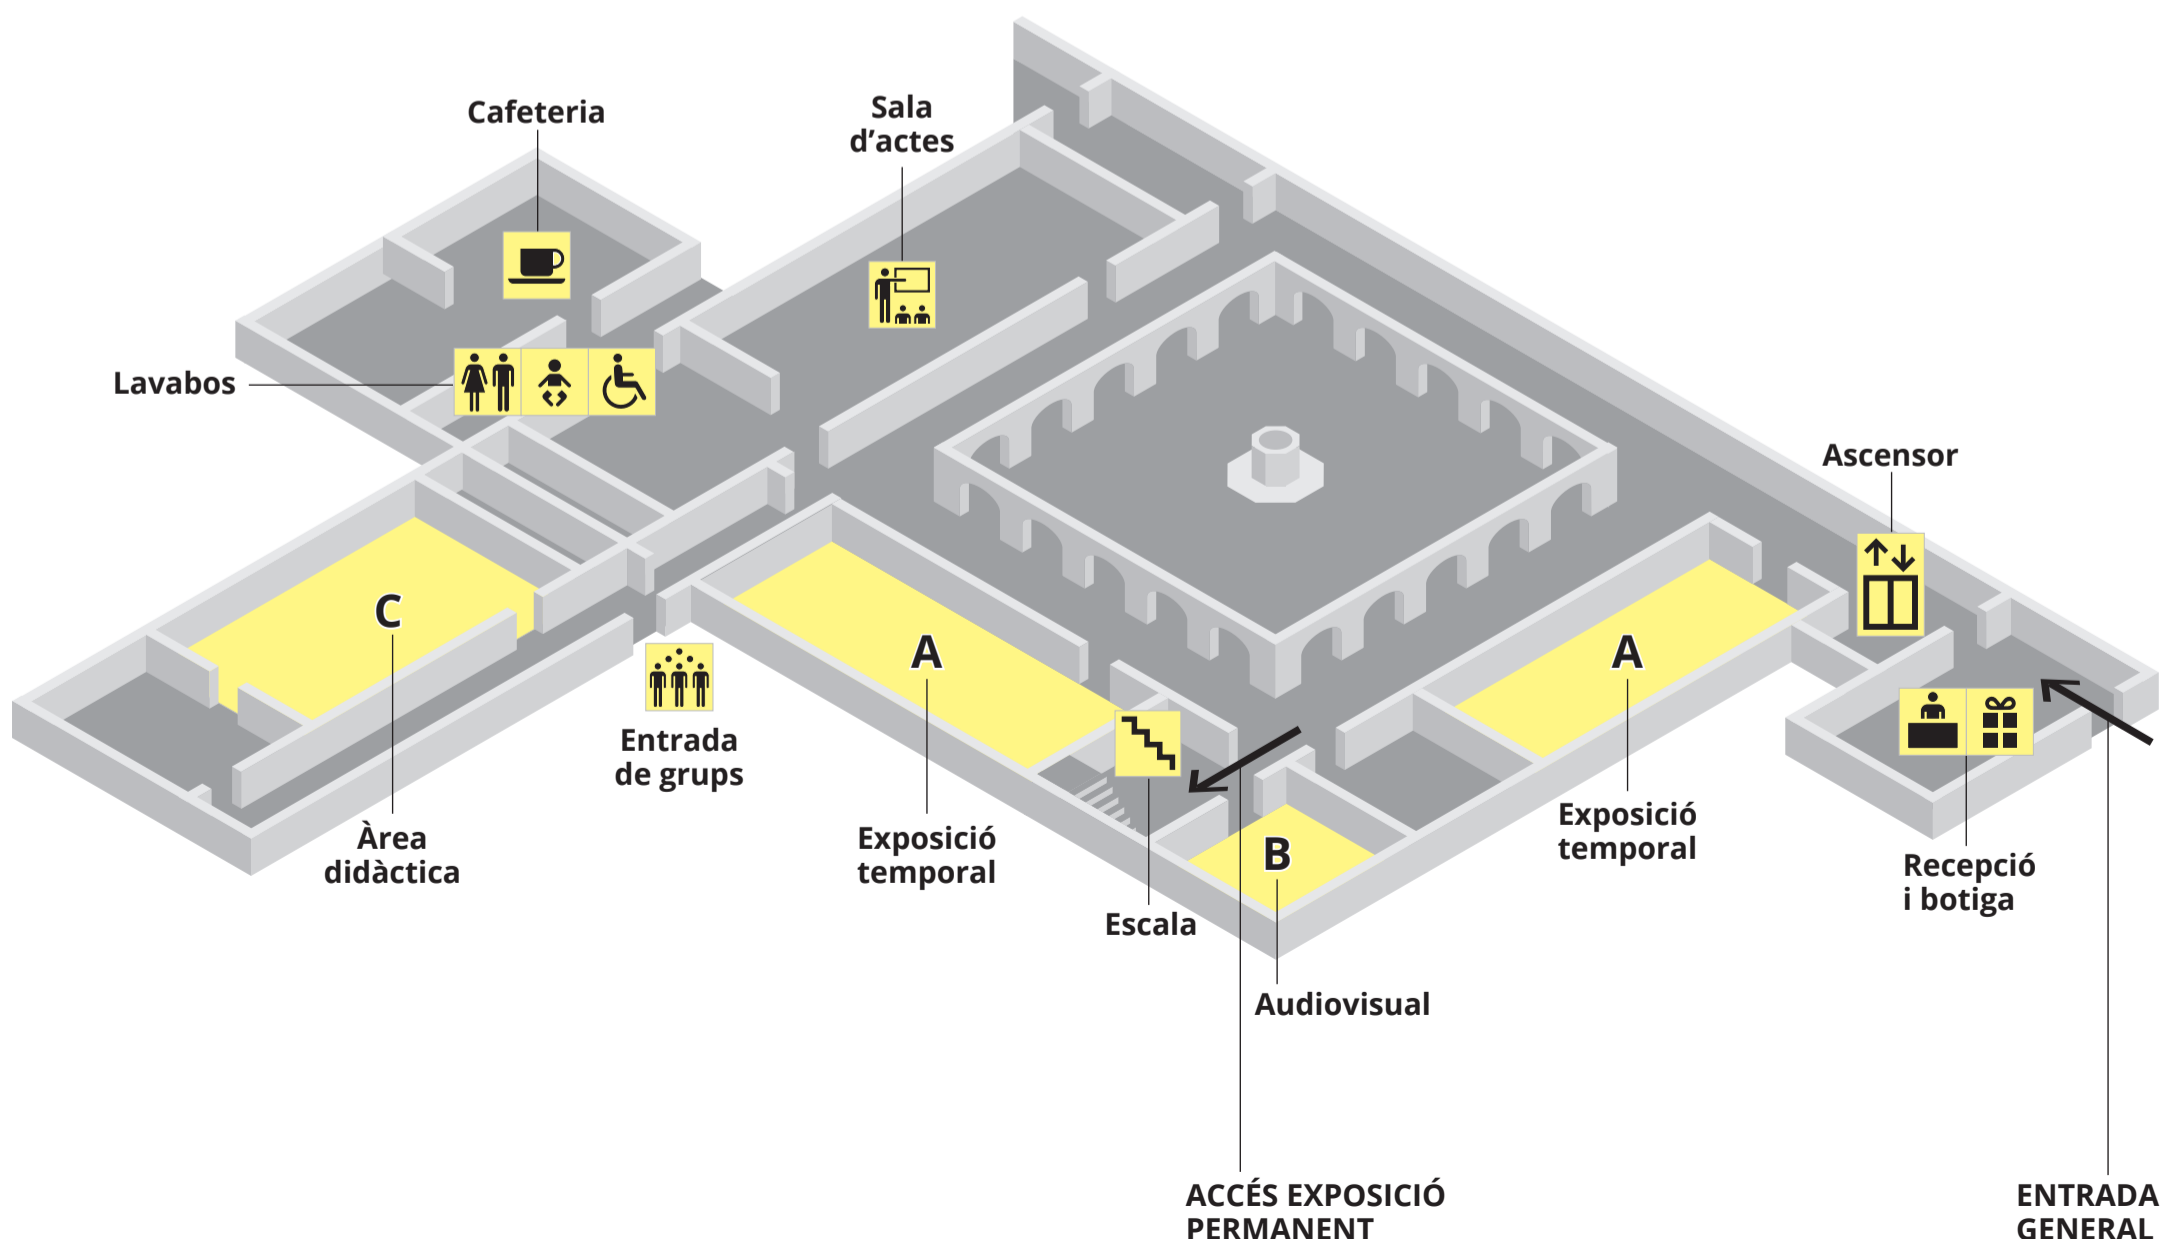 Cafeteria
Sala
d’actes
Lavabos
Ascensor
C
A
A
B
Entrada
de grups
Àrea
didàctica
Exposició
temporal
Escala
Audiovisual
Exposició
temporal
Recepció
i botiga
ACCÉS EXPOSICIÓ
PERMANENT
ENTRADA
GENERAL